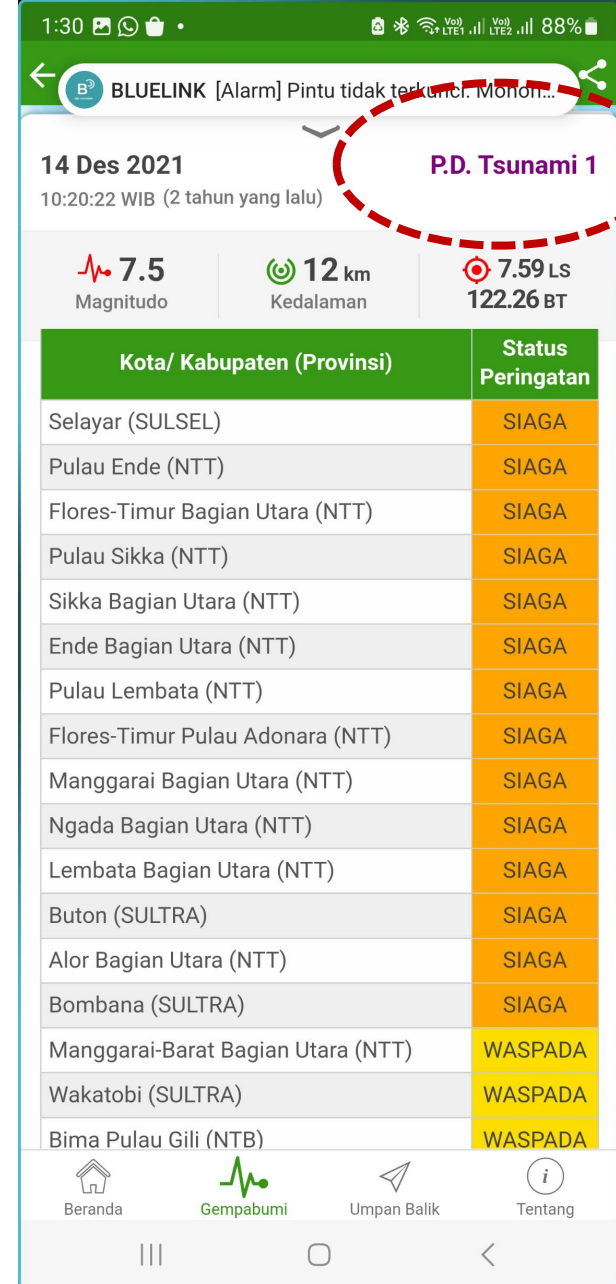 1:30
Vo)) LTE1 Vo)) LTE2 88%
B BLUELINK [Alarm] Pintu tidak terkunci. Mohon...
14 Des 2021
P.D. Tsunami 1
10:20:22 WIB (2 tahun yang lalu)
7.5
Magnitudo
12 km
Kedalaman
7.59 LS
122.26 BT
Kota/ Kabupaten (Provinsi)
Status
Peringatan
Selayar (SULSEL) SIAGA
Pulau Ende (NTT) SIAGA
Flores-Timur Bagian Utara (NTT) SIAGA
Pulau Sikka (NTT) SIAGA
Sikka Bagian Utara (NTT) SIAGA
Ende Bagian Utara (NTT) SIAGA
Pulau Lembata (NTT) SIAGA
Flores-Timur Pulau Adonara (NTT) SIAGA
Manggarai Bagian Utara (NTT) SIAGA
Ngada Bagian Utara (NTT) SIAGA
Lembata Bagian Utara (NTT) SIAGA
Buton (SULTRA) SIAGA
Alor Bagian Utara (NTT) SIAGA
Bombana (SULTRA) SIAGA
Manggarai-Barat Bagian Utara (NTT) WASPADA
Wakatobi (SULTRA) WASPADA
Bima Pulau Gili (NTB) WASPADA
Beranda Gempabumi Umpan Balik Tentang